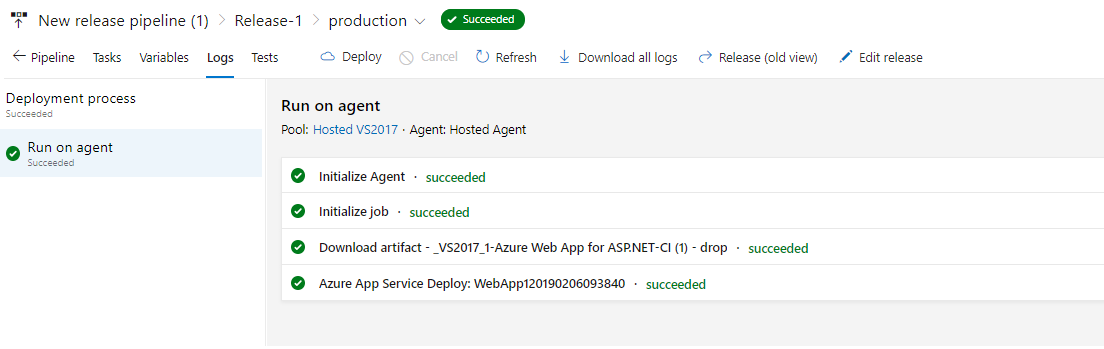 New release pipeline (1) > Release-1 > production Succeeded
Pipeline Tasks Variables Logs Tests Deploy Cancel Refresh Download all logs Release (old view) Edit release
Deployment process
Succeeded
Run on agent
Succeeded
Run on agent
Pool: Hosted VS2017 · Agent: Hosted Agent
Initialize Agent · succeeded
Initialize job · succeeded
Download artifact - _VS2017_1-Azure Web App for ASP.NET-CI (1) - drop · succeeded
Azure App Service Deploy: WebApp120190206093840 · succeeded